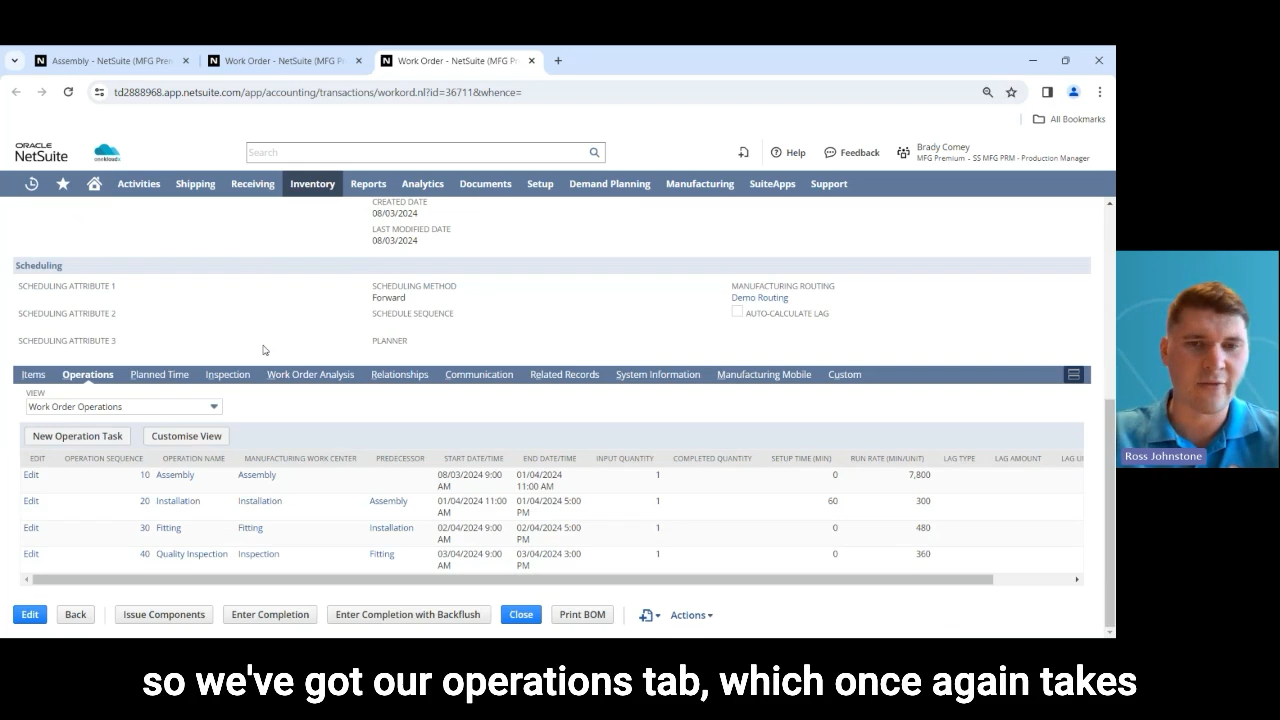 Assembly - NetSuite (MFG Pren
Work Order - NetSuite (MFG P
Work Order - NetSuite (MFG P
td2888968.app.netsuite.com/app/accounting/transactions/workord.nl?id=36711&whence=
All Bookmarks
ORACLE
NETSUITE
onekloudx
Search
Help
Feedback
Brady Comey
MFG Premium - SS MFG PRM - Production Manager
Activities Shipping Receiving Inventory Reports Analytics Documents Setup Demand Planning Manufacturing SuiteApps Support
CREATED DATE
08/03/2024
LAST MODIFIED DATE
08/03/2024
Scheduling
SCHEDULING ATTRIBUTE 1
SCHEDULING ATTRIBUTE 2
SCHEDULING ATTRIBUTE 3
SCHEDULING METHOD
Forward
SCHEDULE SEQUENCE
PLANNER
MANUFACTURING ROUTING
Demo Routing
AUTO-CALCULATE LAG
Items Operations Planned Time Inspection Work Order Analysis Relationships Communication Related Records System Information Manufacturing Mobile Custom
VIEW
Work Order Operations
New Operation Task Customise View
EDIT OPERATION SEQUENCE OPERATION NAME MANUFACTURING WORK CENTER PREDECESSOR START DATE/TIME END DATE/TIME INPUT QUANTITY COMPLETED QUANTITY SETUP TIME (MIN) RUN RATE (MIN/UNIT) LAG TYPE LAG AMOUNT LAG U
Edit 10 Assembly Assembly 08/03/2024 9:00 AM 01/04/2024 11:00 AM 1 0 7,800
Edit 20 Installation Installation Assembly 01/04/2024 11:00 AM 01/04/2024 5:00 PM 1 60 300
Edit 30 Fitting Fitting Installation 02/04/2024 9:00 AM 02/04/2024 5:00 PM 1 0 480
Edit 40 Quality Inspection Inspection Fitting 03/04/2024 9:00 AM 03/04/2024 3:00 PM 1 0 360
Edit Back Issue Components Enter Completion Enter Completion with Backflush Close Print BOM Actions
Ross Johnstone
so we've got our operations tab, which once again takes